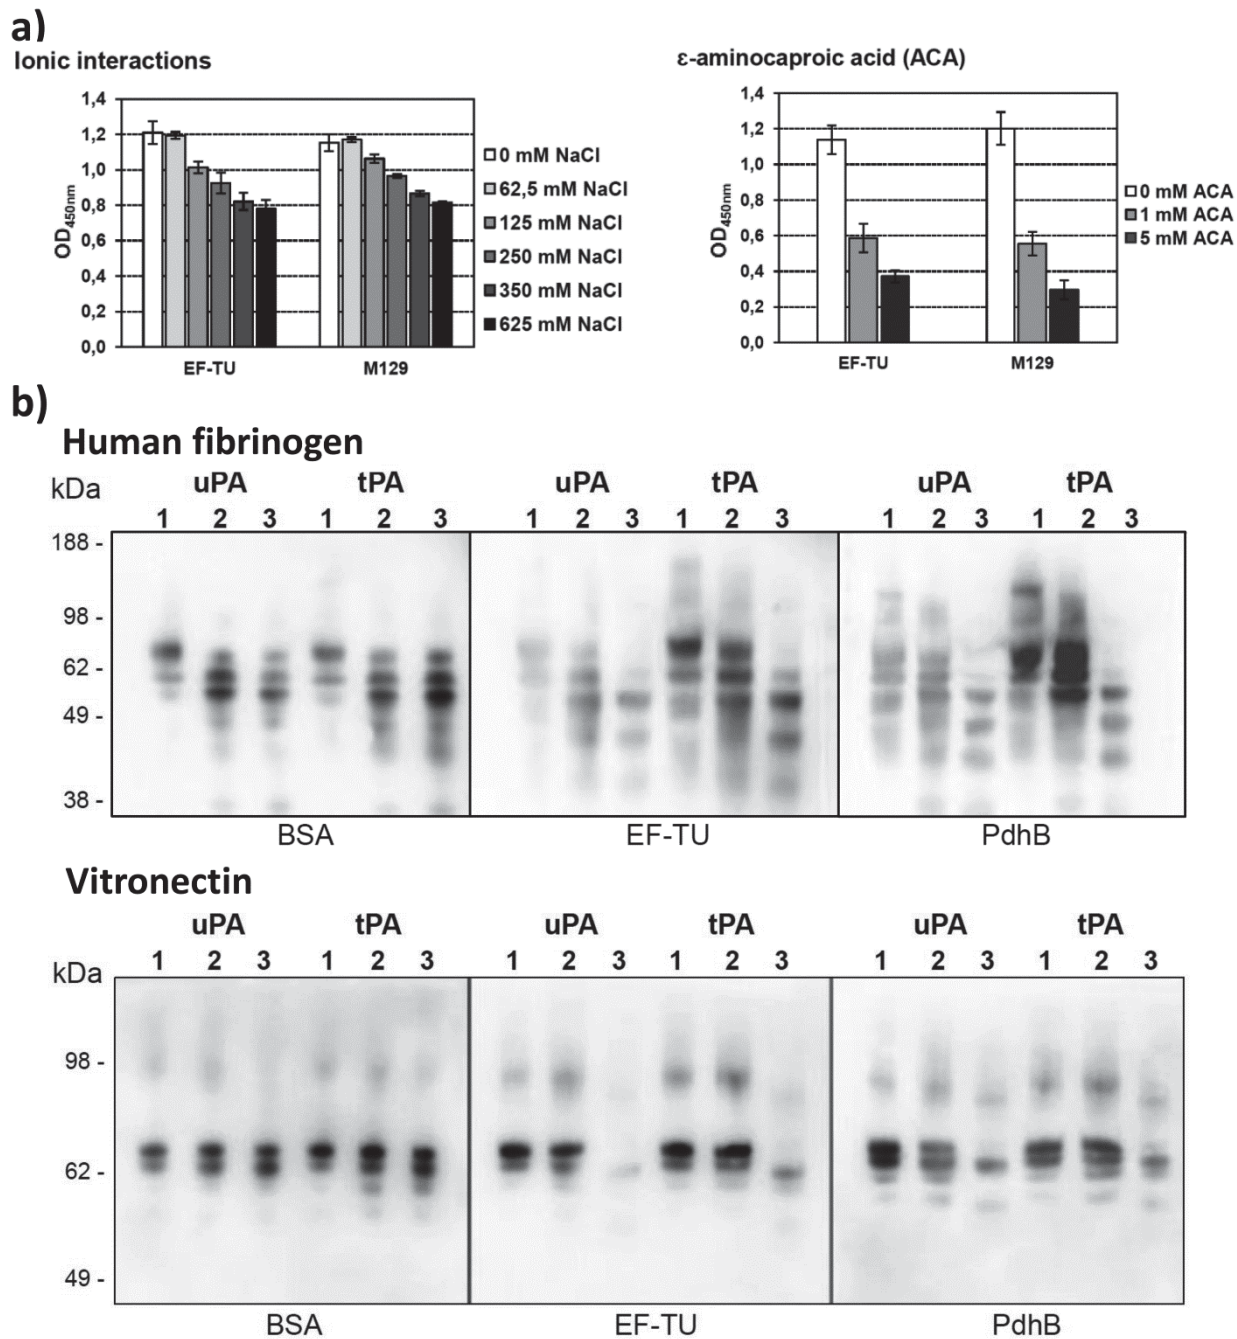 a)
Ionic interactions
1,4
1,2
1,0
0,8
0,6
0,4
0,2
0,0
OD450nm
EF-TU
M129
0 mM NaCl
62,5 mM NaCl
125 mM NaCl
250 mM NaCl
350 mM NaCl
625 mM NaCl
ε-aminocaproic acid (ACA)
1,4
1,2
1,0
0,8
0,6
0,4
0,2
0,0
OD450nm
EF-TU
M129
0 mM ACA
1 mM ACA
5 mM ACA
b)
Human fibrinogen
kDa
uPA tPA uPA tPA uPA tPA
1 2 3 1 2 3 1 2 3 1 2 3 1 2 3 1 2 3
188 -
98 -
62 -
49 -
38 -
BSA EF-TU PdhB
Vitronectin
uPA tPA uPA tPA uPA tPA
kDa
1 2 3 1 2 3 1 2 3 1 2 3 1 2 3 1 2 3
98 -
62 -
49 -
BSA EF-TU PdhB